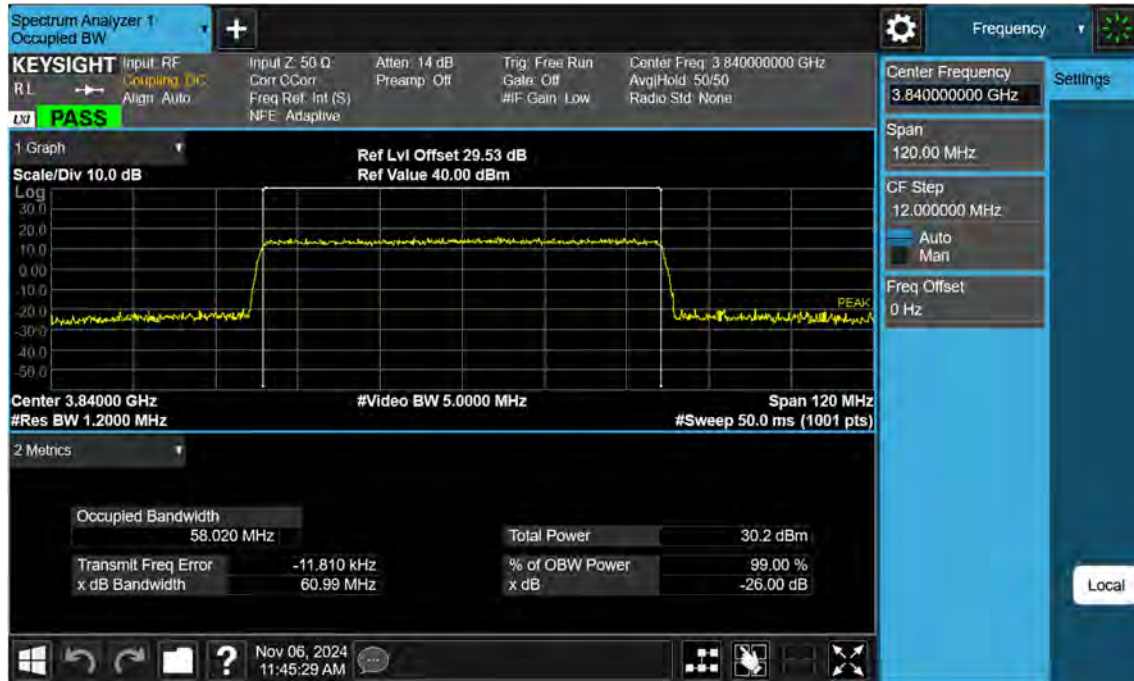 Spectrum Analyzer 1
Occupied BW
+
Frequency
KEYSIGHT
Input: RF
Coupling: DC
Align: Auto
RL
LXI
PASS
Input Z: 50 Ω
Corr CCorr
Freq Ref: Int (S)
NFE: Adaptive
Atten: 14 dB
Preamp: Off
Trig: Free Run
Gate: Off
#IF Gain: Low
Center Freq: 3.840000000 GHz
Avg|Hold: 50/50
Radio Std: None
Center Frequency
3.840000000 GHz
Settings
Span
120.00 MHz
CF Step
12.000000 MHz
Auto
Man
Freq Offset
0 Hz
Local
1 Graph
Scale/Div 10.0 dB
Ref Lvl Offset 29.53 dB
Ref Value 40.00 dBm
Log
30.0
20.0
10.0
0.00
-10.0
-20.0
-30.0
-40.0
-50.0
PEAK
Center 3.84000 GHz
#Video BW 5.0000 MHz
Span 120 MHz
#Res BW 1.2000 MHz
#Sweep 50.0 ms (1001 pts)
2 Metrics
Occupied Bandwidth
58.020 MHz
Total Power 30.2 dBm
Transmit Freq Error -11.810 kHz
% of OBW Power 99.00 %
x dB Bandwidth 60.99 MHz
x dB -26.00 dB
?
Nov 06, 2024
11:45:29 AM